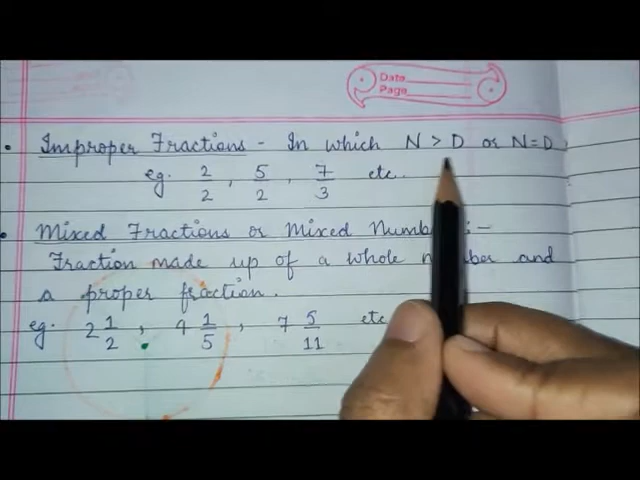 Date
Page
• Improper Fractions - In which N > D or N = D
eg. 2/2, 5/2, 7/3 etc.
• Mixed Fractions or Mixed :-
Fraction made up of a whole and
a proper fraction.
eg. 2 1/2, 4 1/5, 7 5/11 etc